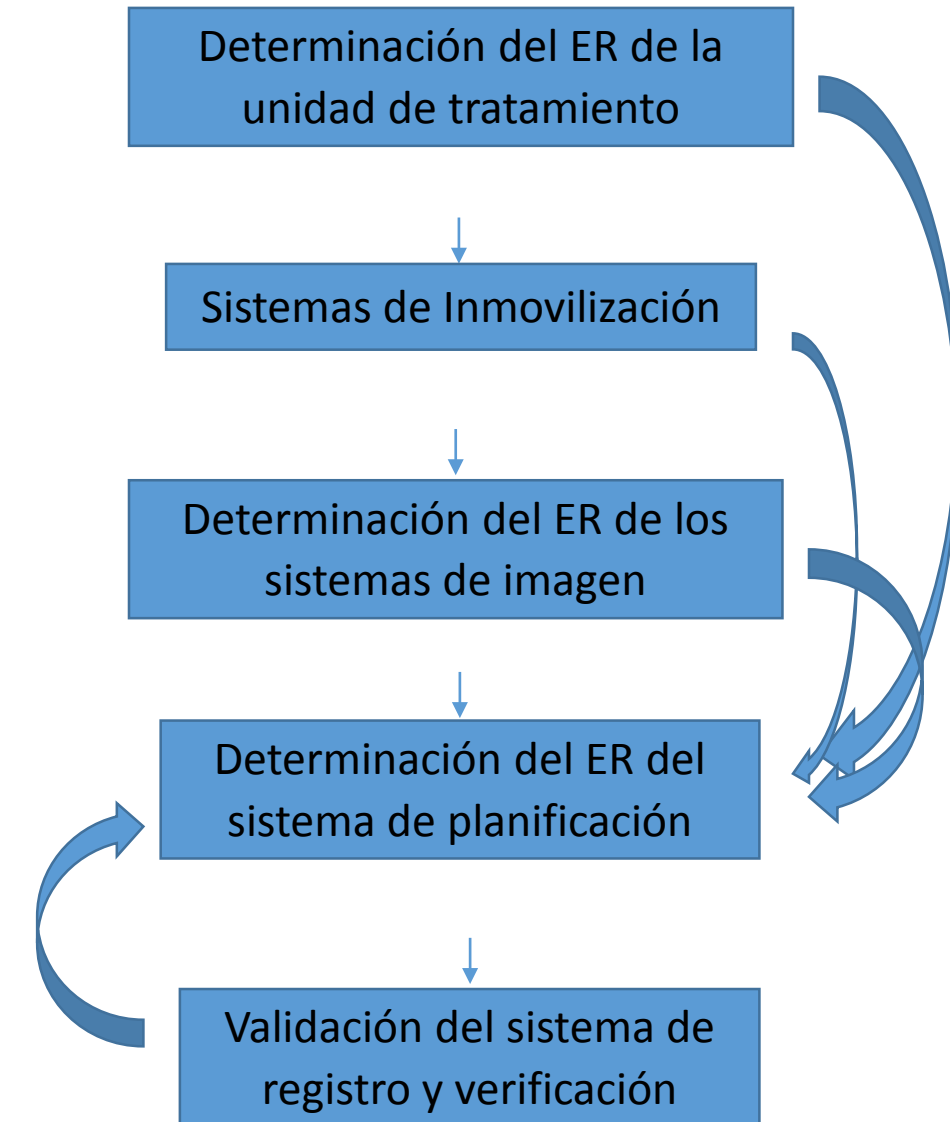 Determinación del ER de la
unidad de tratamiento
Sistemas de Inmovilización
Determinación del ER de los
sistemas de imagen
Determinación del ER del
sistema de planificación
Validación del sistema de
registro y verificación